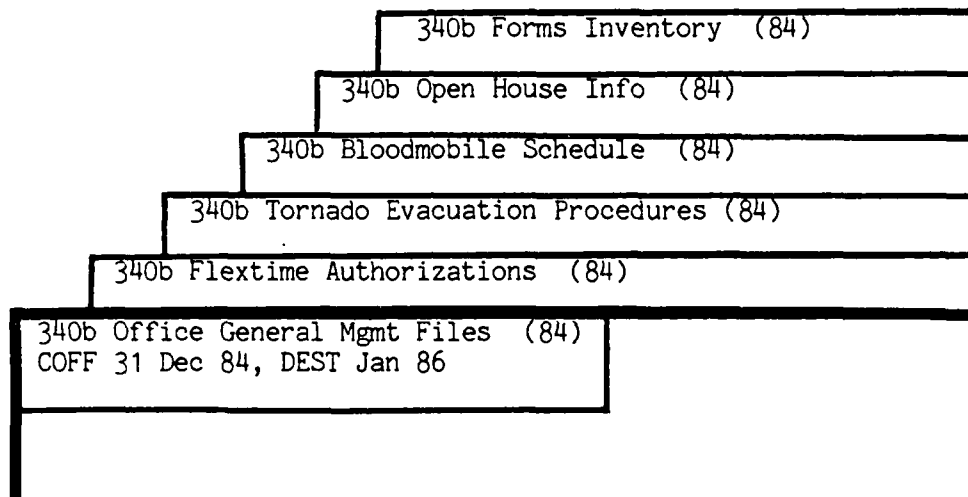 340b Forms Inventory (84)
340b Open House Info (84)
340b Bloodmobile Schedule (84)
340b Tornado Evacuation Procedures (84)
340b Flextime Authorizations (84)
340b Office General Mgmt Files (84)
COFF 31 Dec 84, DEST Jan 86